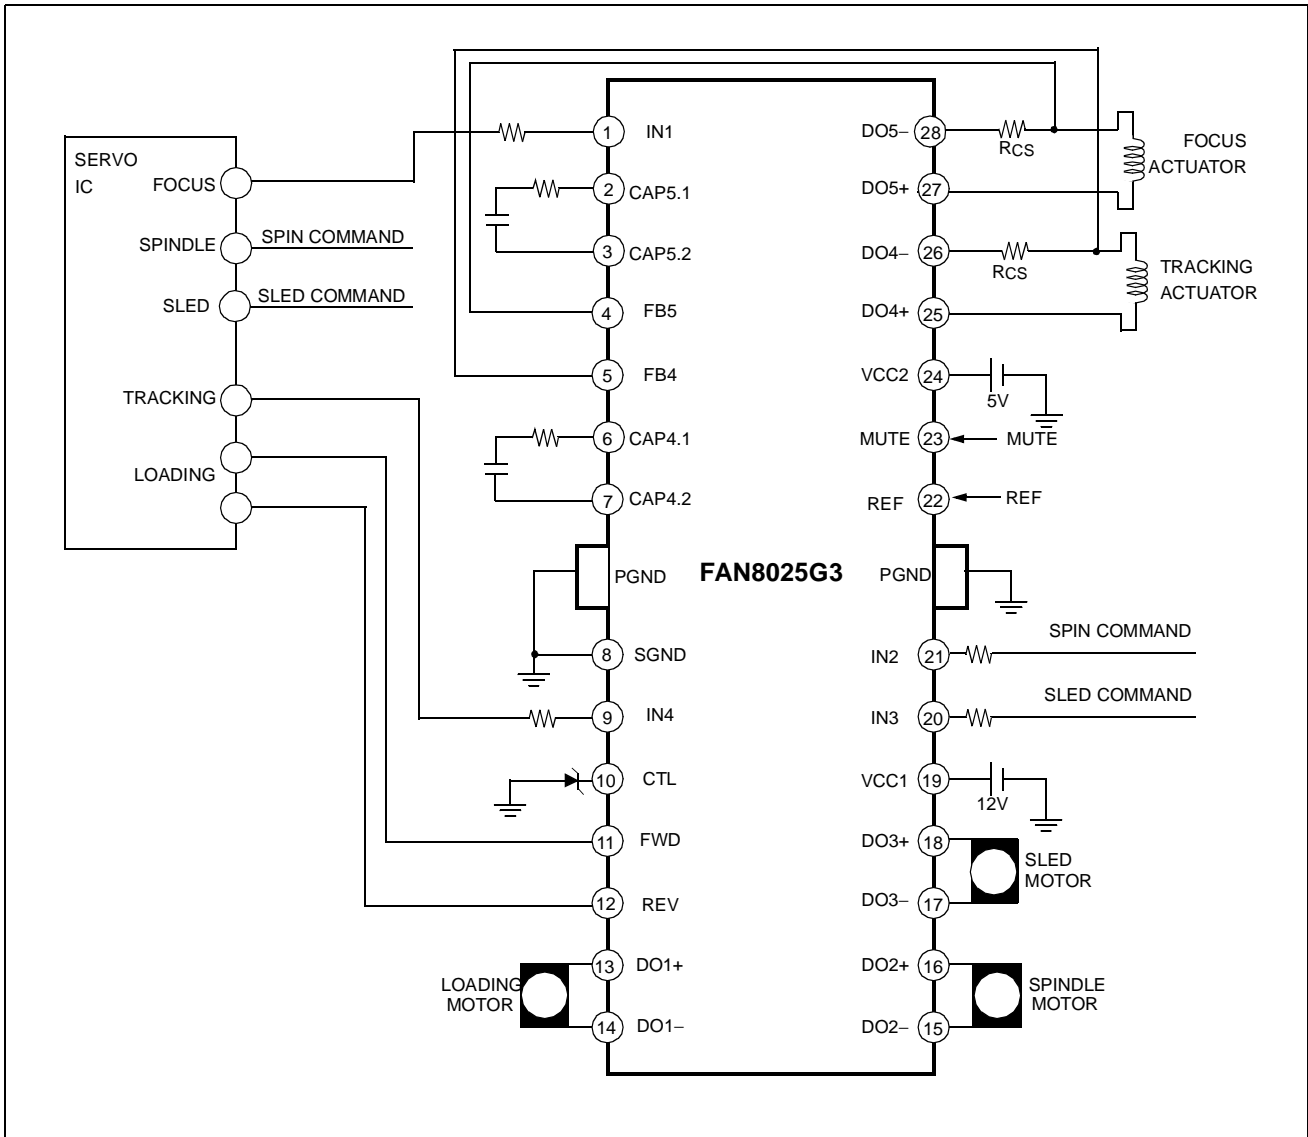 SERVO
IC
FOCUS
SPINDLE
SPIN COMMAND
SLED
SLED COMMAND
TRACKING
LOADING
1 IN1
2 CAP5.1
3 CAP5.2
4 FB5
5 FB4
6 CAP4.1
7 CAP4.2
PGND
8 SGND
9 IN4
10 CTL
11 FWD
12 REV
13 DO1+
14 DO1−
LOADING
MOTOR
FAN8025G3
DO5− 28
RCS
FOCUS
ACTUATOR
DO5+ 27
DO4− 26
RCS
TRACKING
ACTUATOR
DO4+ 25
VCC2 24
5V
MUTE 23 MUTE
REF 22 REF
PGND
SPIN COMMAND
IN2 21
SLED COMMAND
IN3 20
VCC1 19
12V
DO3+ 18
SLED
MOTOR
DO3− 17
DO2+ 16
SPINDLE
MOTOR
DO2− 15